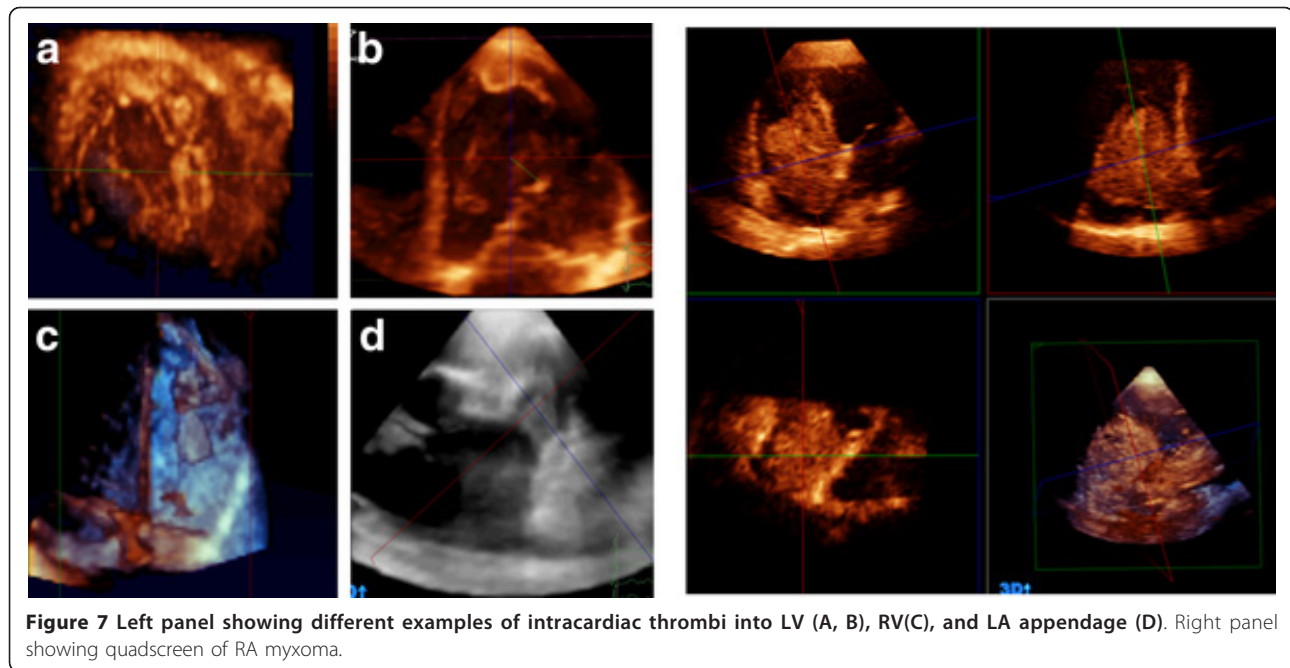 a
b
c
d
3D↑
Figure 7 Left panel showing different examples of intracardiac thrombi into LV (A, B), RV(C), and LA appendage (D). Right panel
showing quadscreen of RA myxoma.